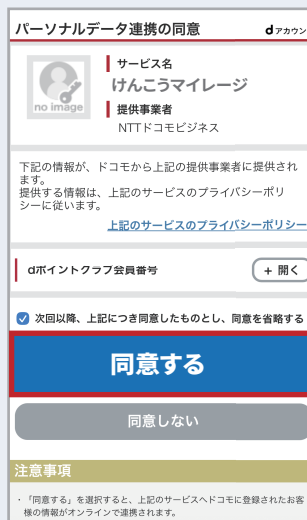 パーソナルデータ連携の同意
dアカウン
no image
サービス名
けんこうマイレージ
提供事業者
NTTドコモビジネス
下記の情報が、ドコモから上記の提供事業者に提供され
ます。
提供する情報は、上記のサービスのプライバシーポリ
シーに従います。
上記のサービスのプライバシーポリシー
dポイントクラブ会員番号
+ 開く
次回以降、上記につき同意したものとし、同意を省略する
同意する
同意しない
注意事項
・「同意する」を選択すると、上記のサービスへドコモに登録されたお客
様の情報がオンラインで連携されます。